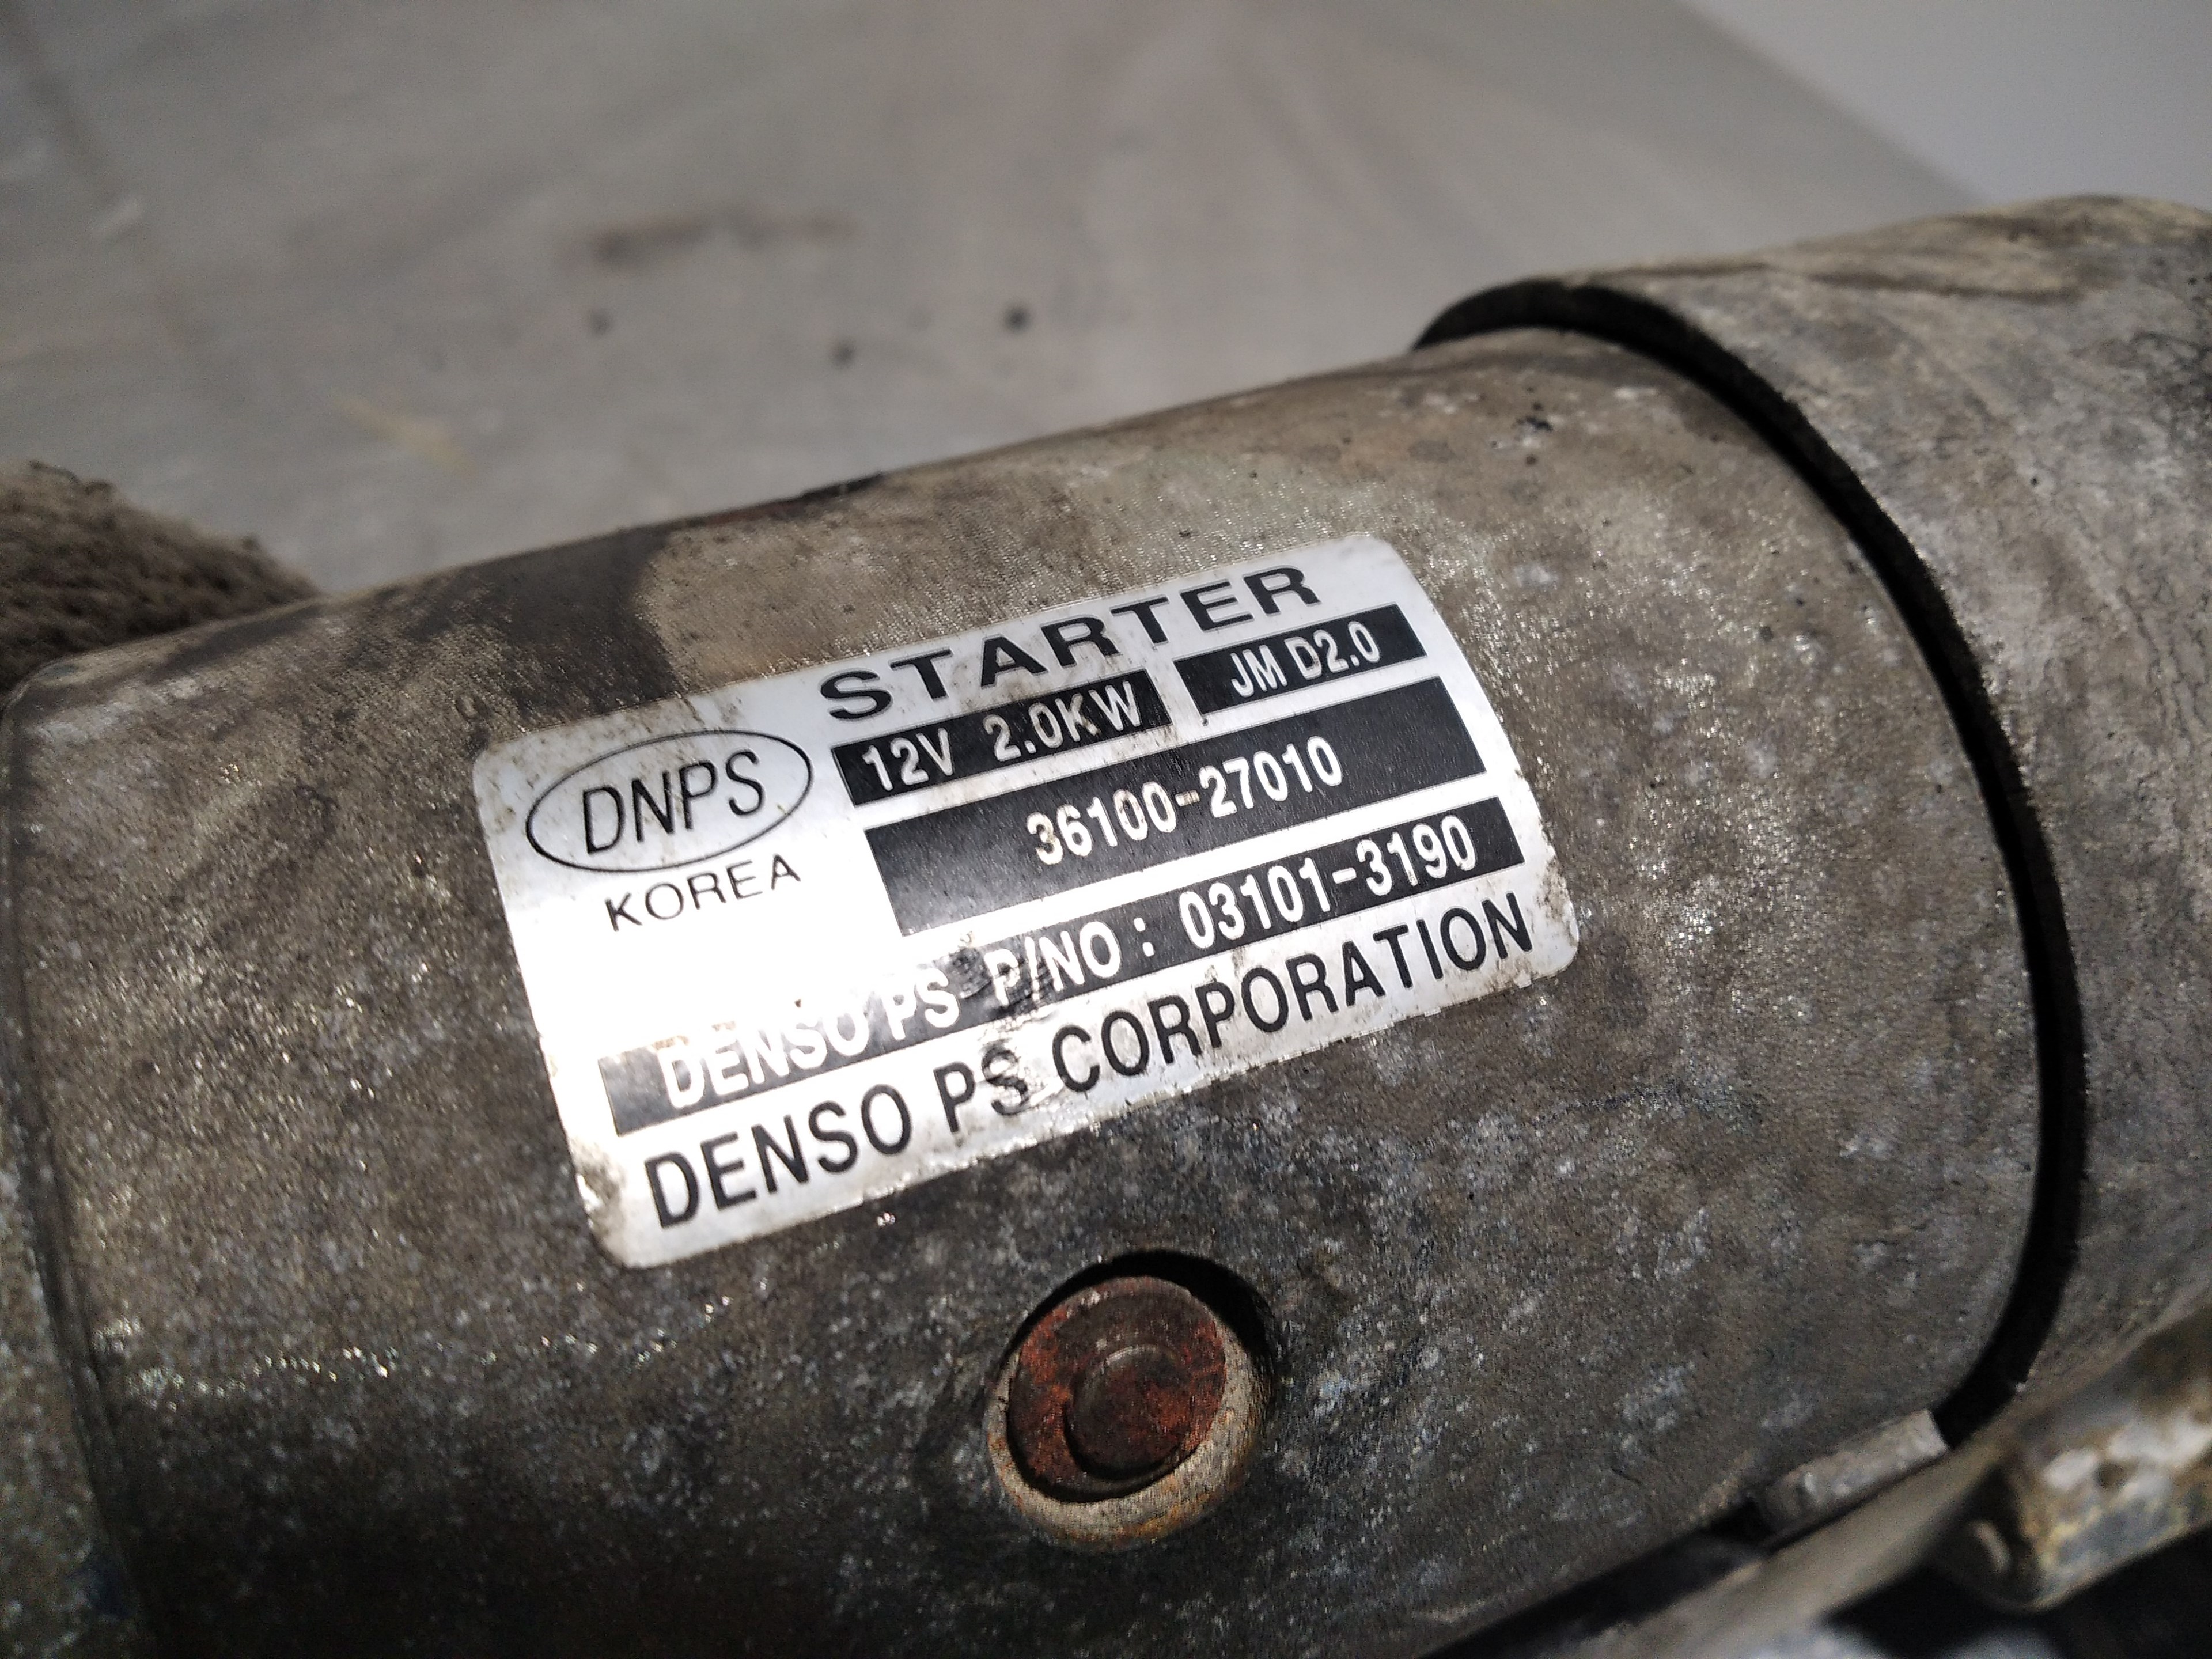 STARTER
12V 2.0KW JM D2.0
DNPS
KOREA
36100-27010
DENSO PS P/NO : 03101-3190
DENSO PS CORPORATION